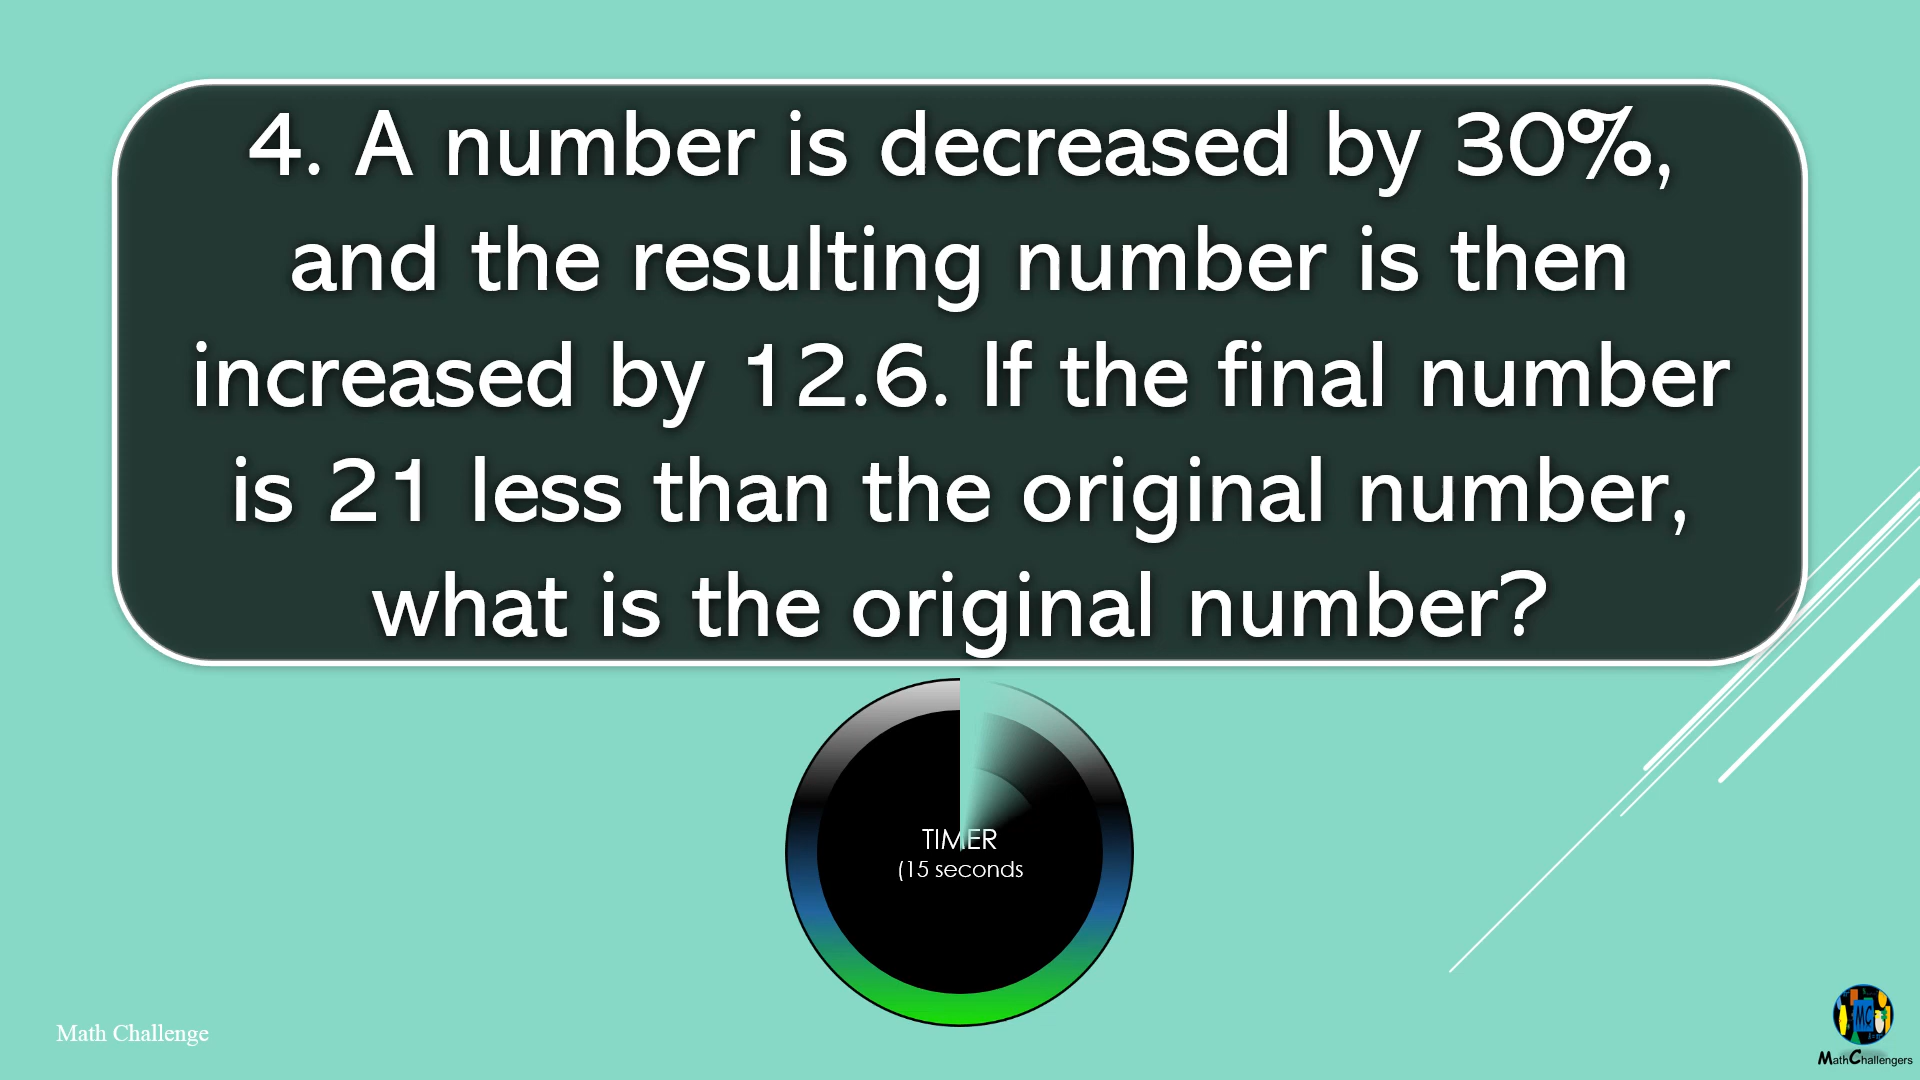 4. A number is decreased by 30%,
and the resulting number is then
increased by 12.6. If the final number
is 21 less than the original number,
what is the original number?
TIMER
(15 seconds
Math Challenge
MC
MathChallengers